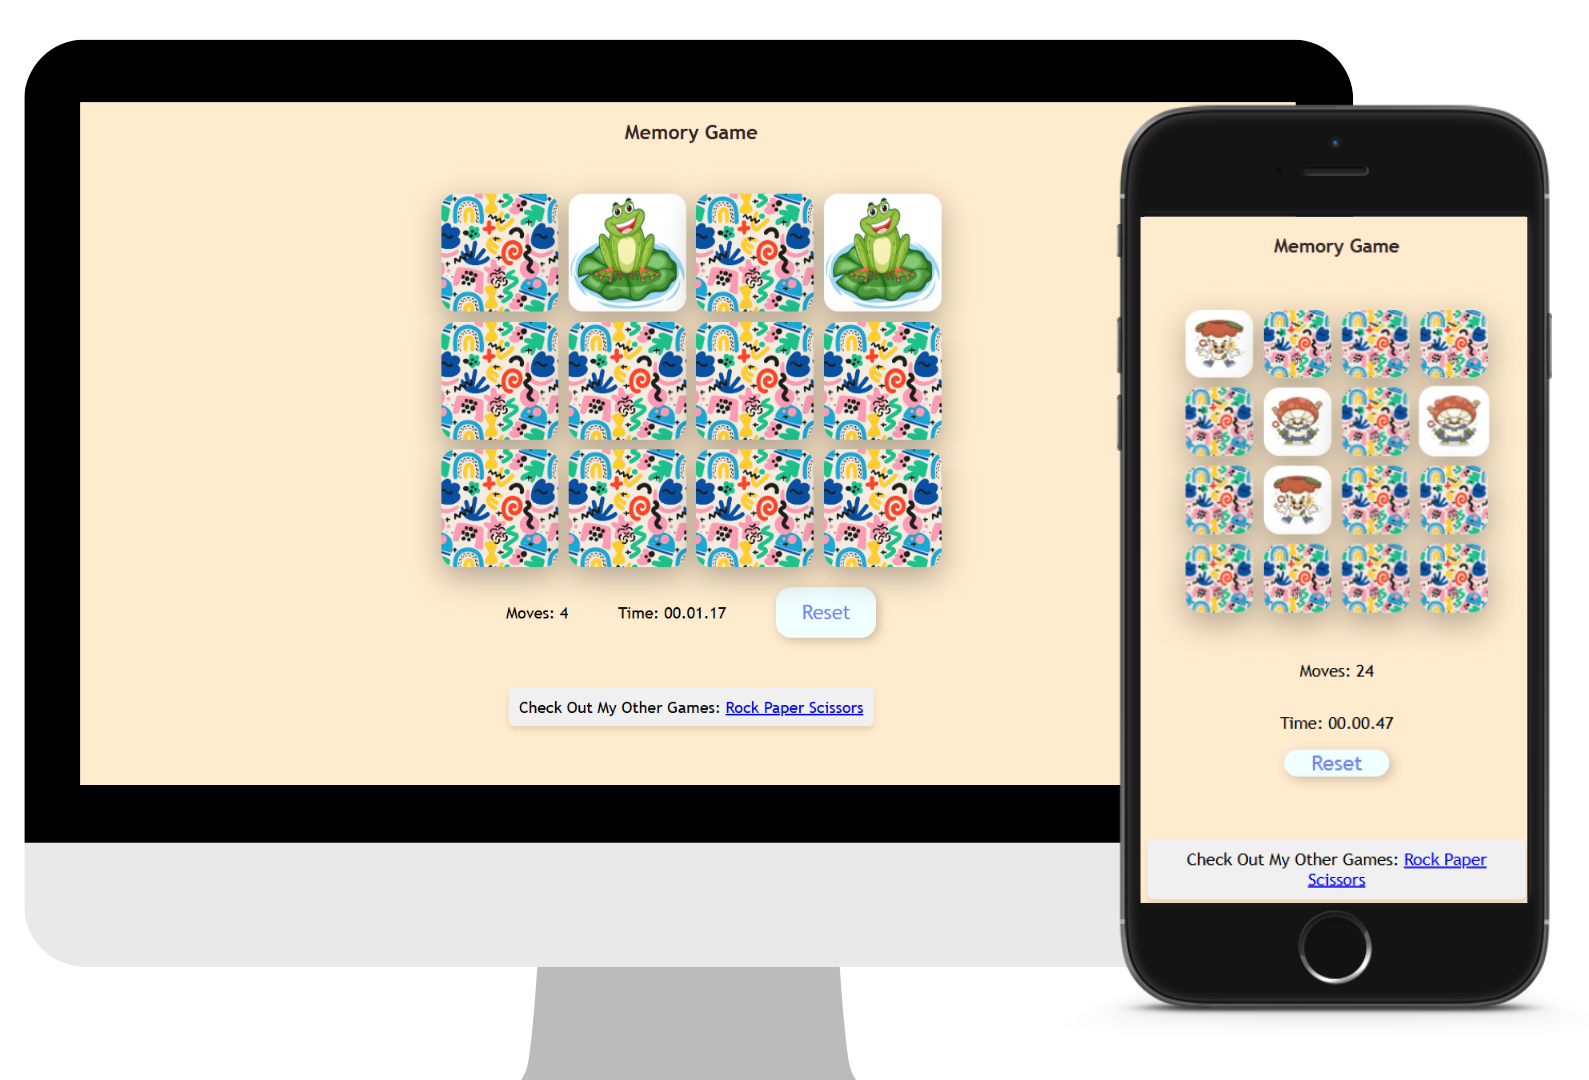 Memory Game
Moves: 4
Time: 00.01.17
Reset
Check Out My Other Games: Rock Paper Scissors
Memory Game
Moves: 24
Time: 00.00.47
Reset
Check Out My Other Games: Rock Paper
Scissors